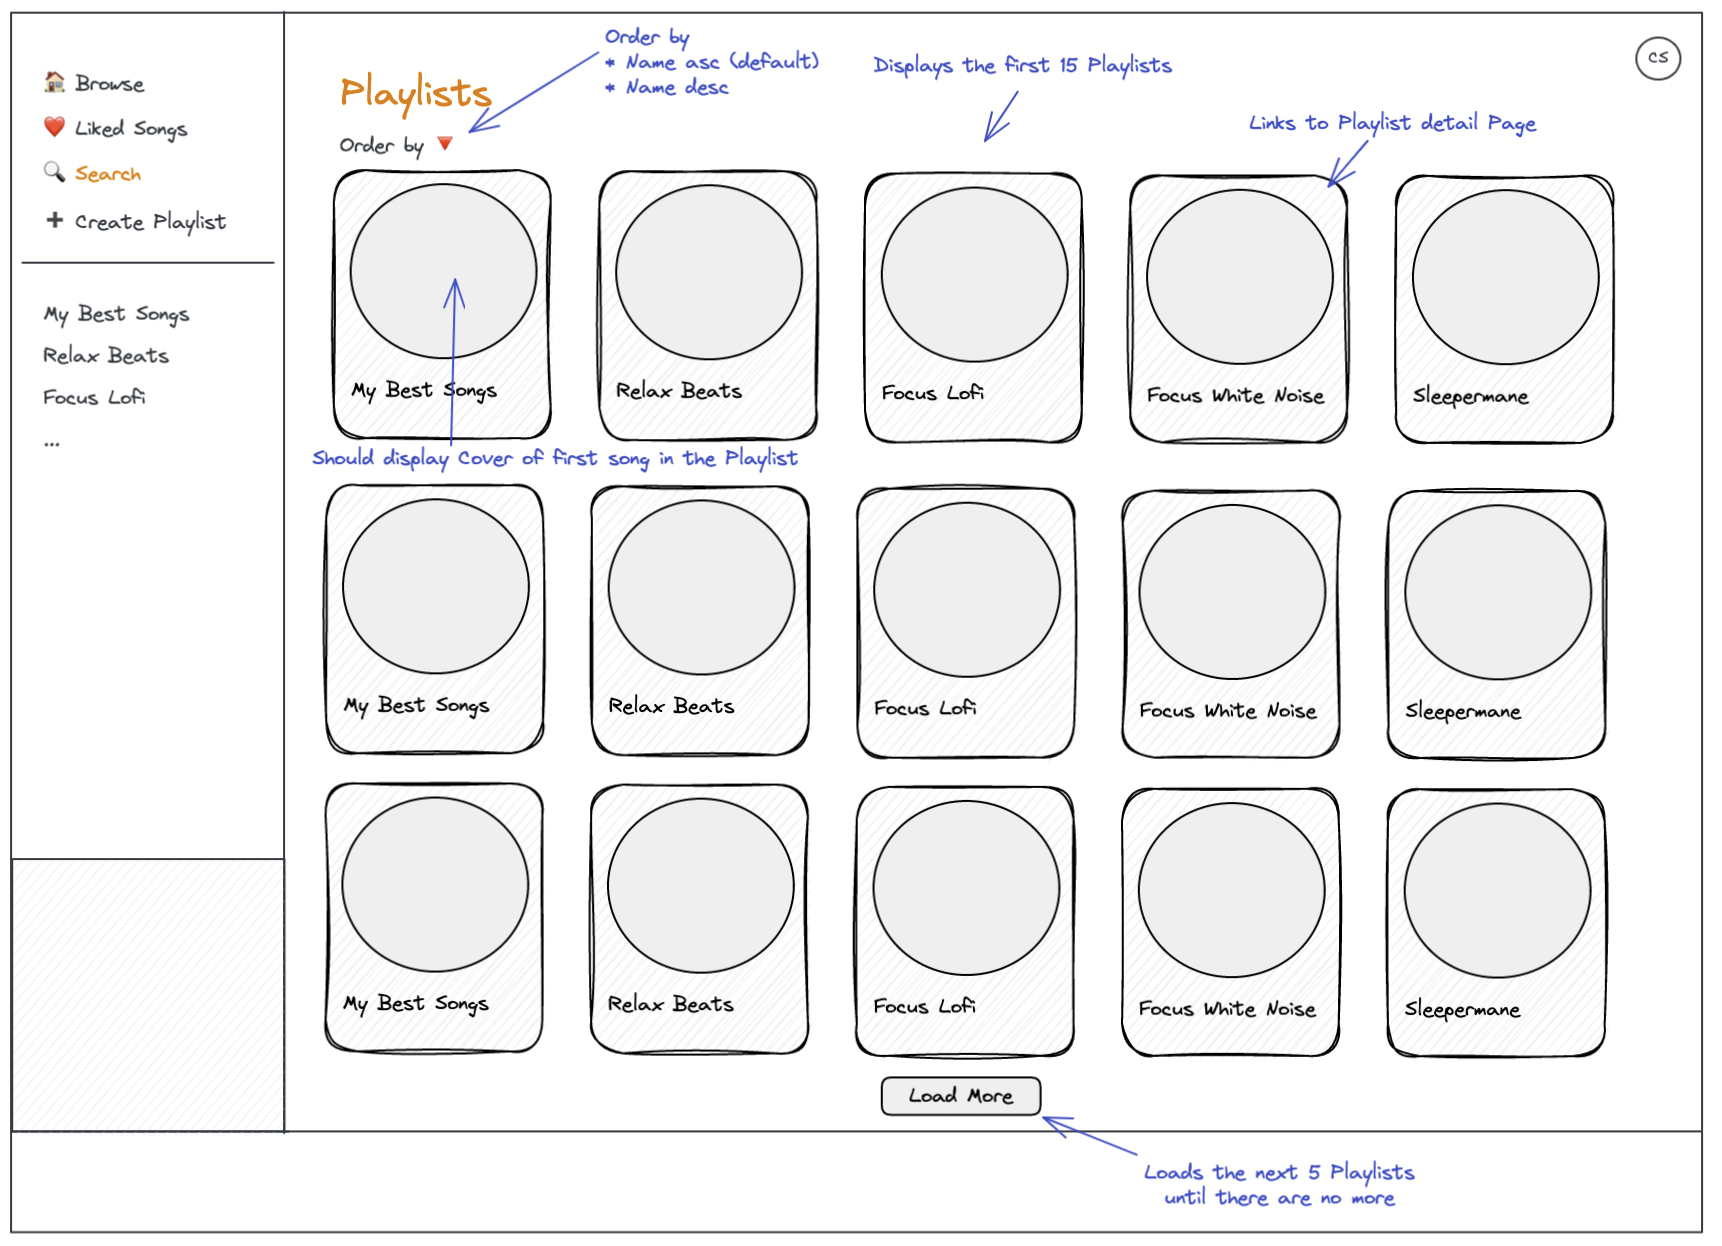 Browse
Liked Songs
Search
Create Playlist
My Best Songs
Relax Beats
Focus Lofi
...
Playlists
Order by
Order by
* Name asc (default)
* Name desc
Displays the first 15 Playlists
Links to Playlist detail Page
CS
My Best Songs
Relax Beats
Focus Lofi
Focus White Noise
Sleepermane
Should display Cover of first song in the Playlist
My Best Songs
Relax Beats
Focus Lofi
Focus White Noise
Sleepermane
My Best Songs
Relax Beats
Focus Lofi
Focus White Noise
Sleepermane
Load More
Loads the next 5 Playlists
until there are no more